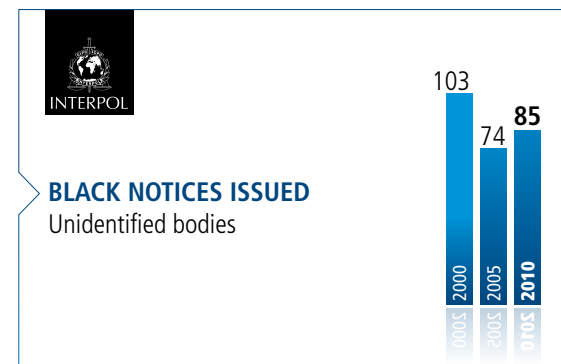 INTERPOL
BLACK NOTICES ISSUED
Unidentified bodies
103
74
85
2000
2005
2010